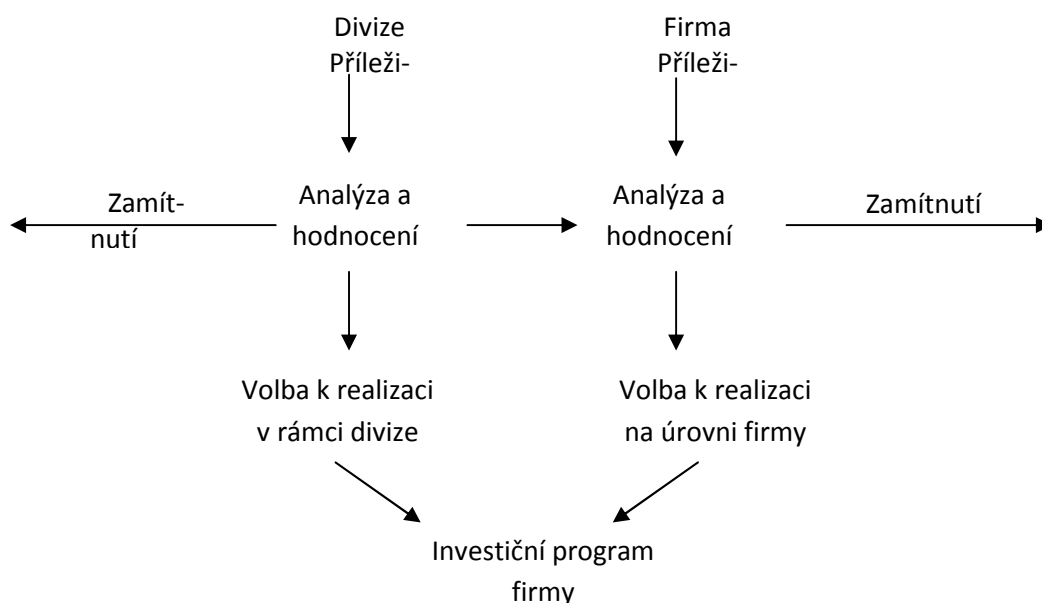 Divize
Příleži-
Firma
Příleži-
Zamít-
nutí
Analýza a
hodnocení
Analýza a
hodnocení
Zamítnutí
Volba k realizaci
v rámci divize
Volba k realizaci
na úrovni firmy
Investiční program
firmy